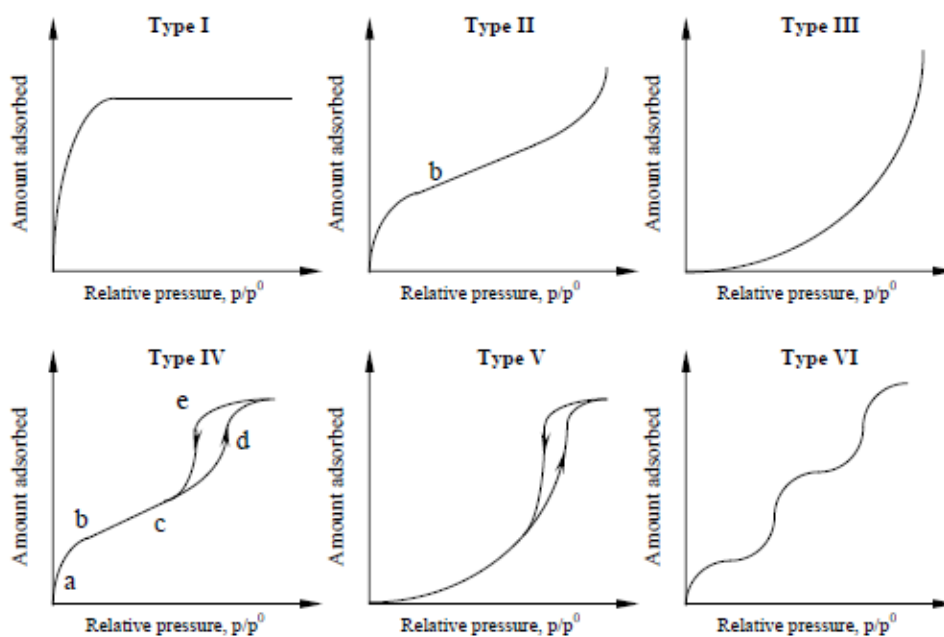 Type I
Amount adsorbed
Relative pressure, p/p⁰
Type II
Amount adsorbed
b
Relative pressure, p/p⁰
Type III
Amount adsorbed
Relative pressure, p/p⁰
Type IV
Amount adsorbed
e
d
b
c
a
Relative pressure, p/p⁰
Type V
Amount adsorbed
Relative pressure, p/p⁰
Type VI
Amount adsorbed
Relative pressure, p/p⁰